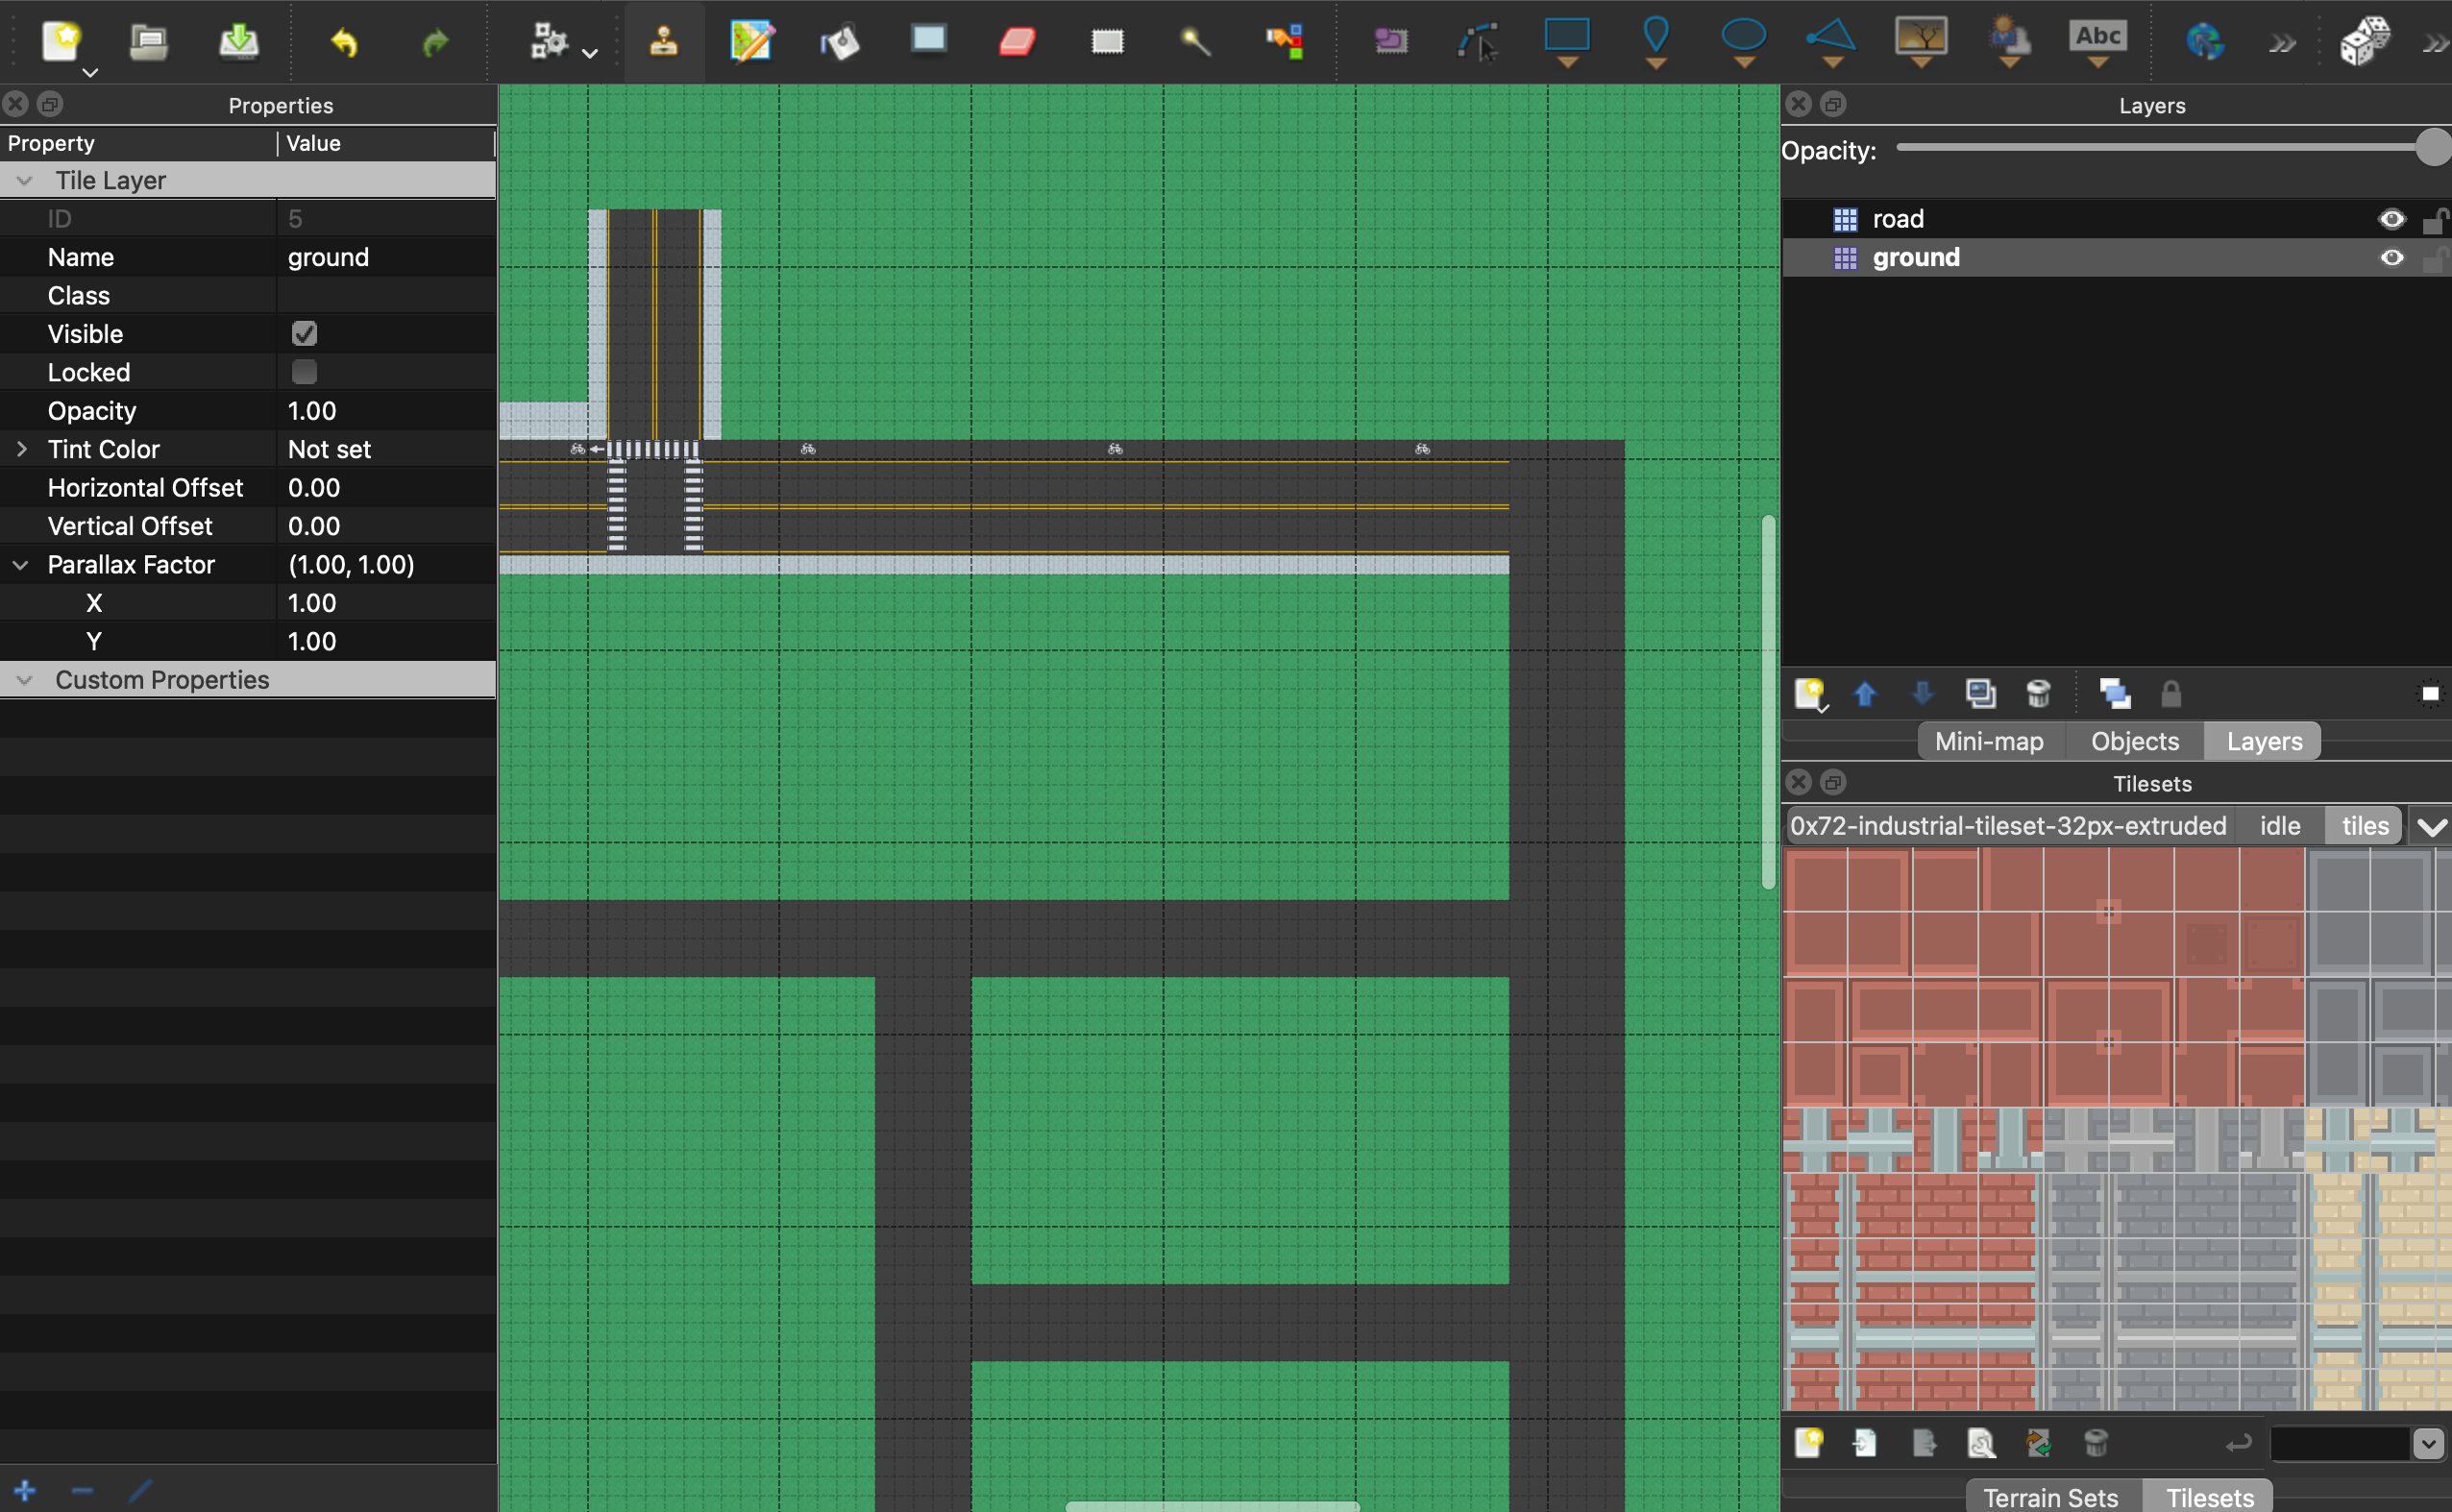 Abc
Properties
Property Value
Tile Layer
ID 5
Name ground
Class
Visible
Locked
Opacity 1.00
Tint Color Not set
Horizontal Offset 0.00
Vertical Offset 0.00
Parallax Factor (1.00, 1.00)
X 1.00
Y 1.00
Custom Properties
Layers
Opacity:
road
ground
Mini-map Objects Layers
Tilesets
0x72-industrial-tileset-32px-extruded idle tiles
Terrain Sets Tilesets